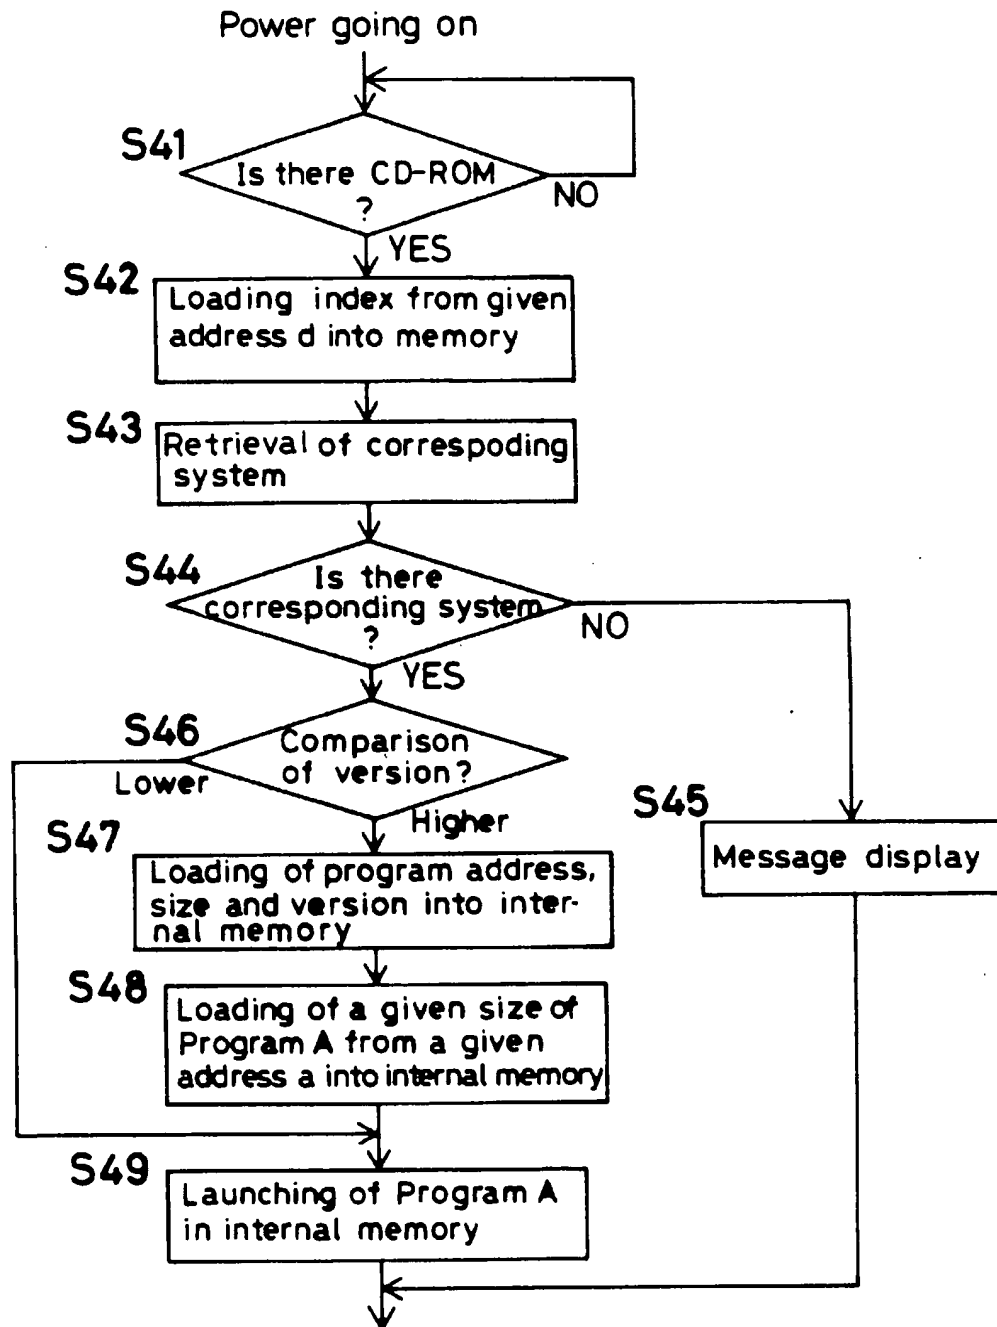 Power going on
S41
Is there CD-ROM
?
NO
YES
S42
Loading index from given
address d into memory
S43
Retrieval of correspoding
system
S44
Is there
corresponding system
?
NO
YES
S46
Comparison
of version?
Lower
Higher
S45
Message display
S47
Loading of program address,
size and version into inter-
nal memory
S48
Loading of a given size of
Program A from a given
address a into internal memory
S49
Launching of Program A
in internal memory